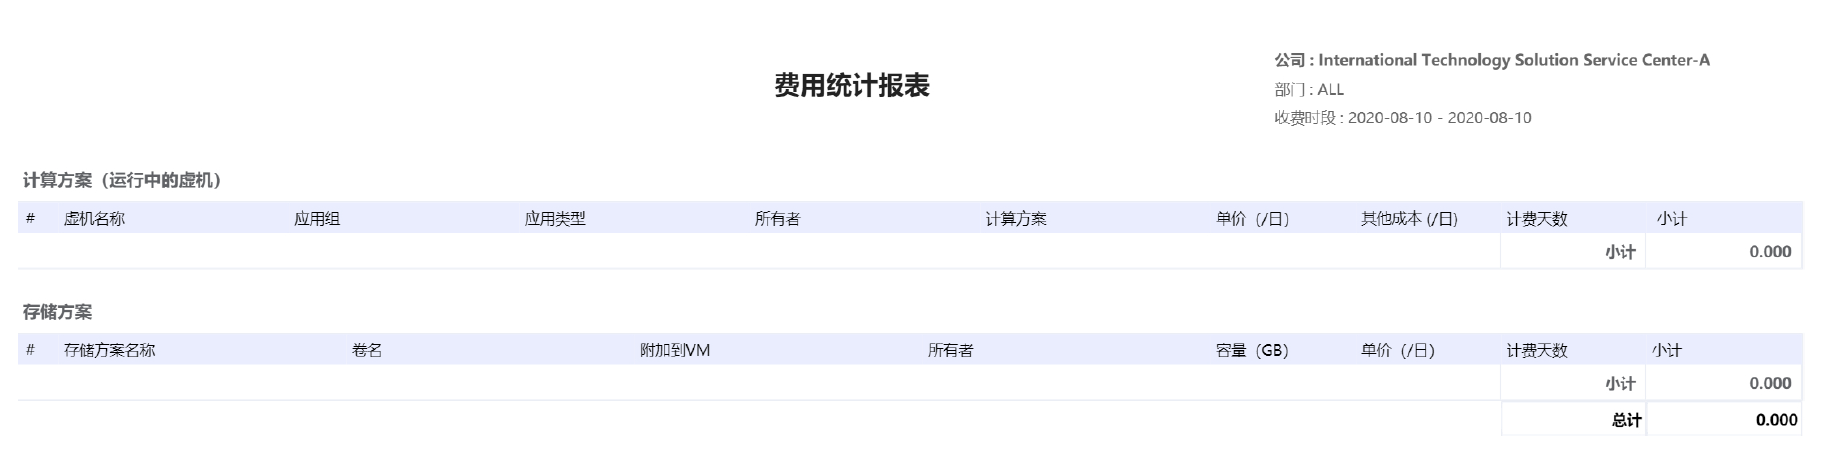 费用统计报表
公司 : International Technology Solution Service Center-A
部门 : ALL
收费时段 : 2020-08-10 - 2020-08-10
计算方案（运行中的虚机）
# 虚机名称 应用组 应用类型 所有者 计算方案 单价（/日） 其他成本 (/日) 计费天数 小计
小计 0.000
存储方案
# 存储方案名称 卷名 附加到VM 所有者 容量（GB） 单价（/日） 计费天数 小计
小计 0.000
总计 0.000